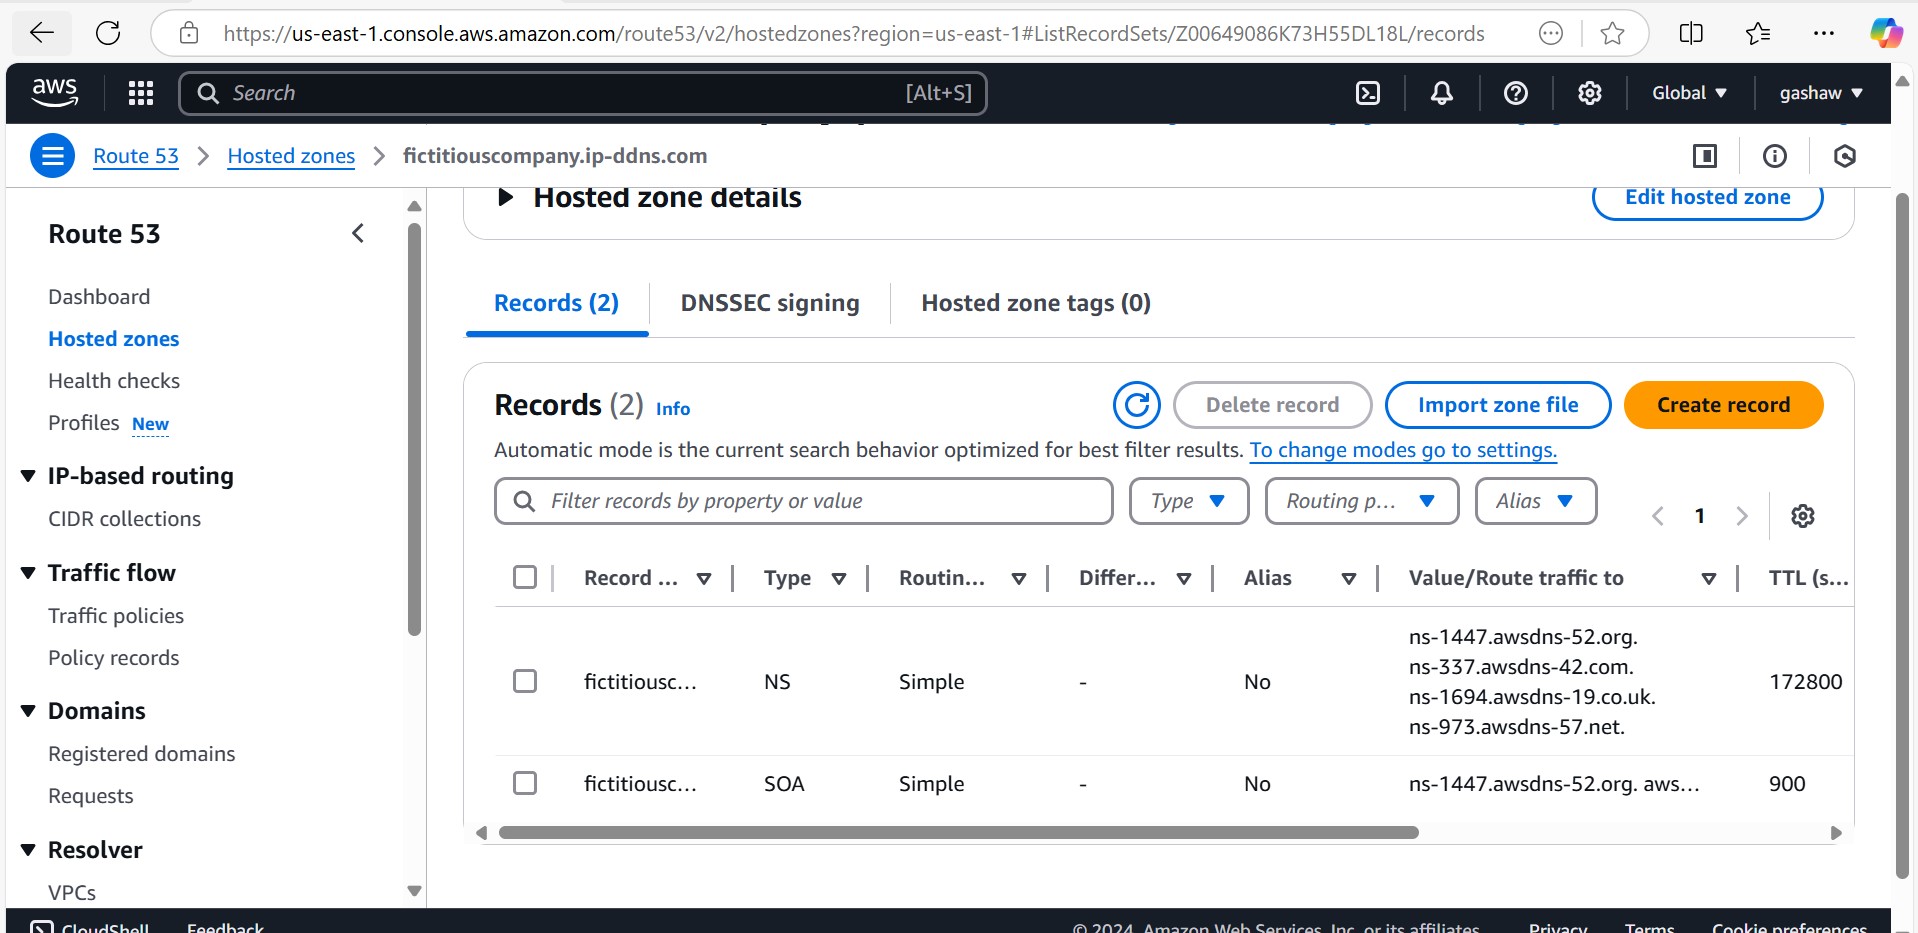 https://us-east-1.console.aws.amazon.com/route53/v2/hostedzones?region=us-east-1#ListRecordSets/Z00649086K73H55DL18L/records
aws
Search
[Alt+S]
Global
gashaw
Route 53
Hosted zones
fictitiouscompany.ip-ddns.com
Route 53
Dashboard
Hosted zones
Health checks
Profiles New
IP-based routing
CIDR collections
Traffic flow
Traffic policies
Policy records
Domains
Registered domains
Requests
Resolver
VPCs
Hosted zone details
Edit hosted zone
Records (2)
DNSSEC signing
Hosted zone tags (0)
Records (2) Info
Delete record
Import zone file
Create record
Automatic mode is the current search behavior optimized for best filter results. To change modes go to settings.
Filter records by property or value
Type
Routing p...
Alias
1
Record ... Type Routin... Differ... Alias Value/Route traffic to TTL (s...
ns-1447.awsdns-52.org.
ns-337.awsdns-42.com.
fictitiousc... NS Simple - No 172800
ns-1694.awsdns-19.co.uk.
ns-973.awsdns-57.net.
fictitiousc... SOA Simple - No ns-1447.awsdns-52.org. aws... 900
CloudShell Feedback © 2024, Amazon Web Services, Inc. or its affiliates. Privacy Terms Cookie preferences